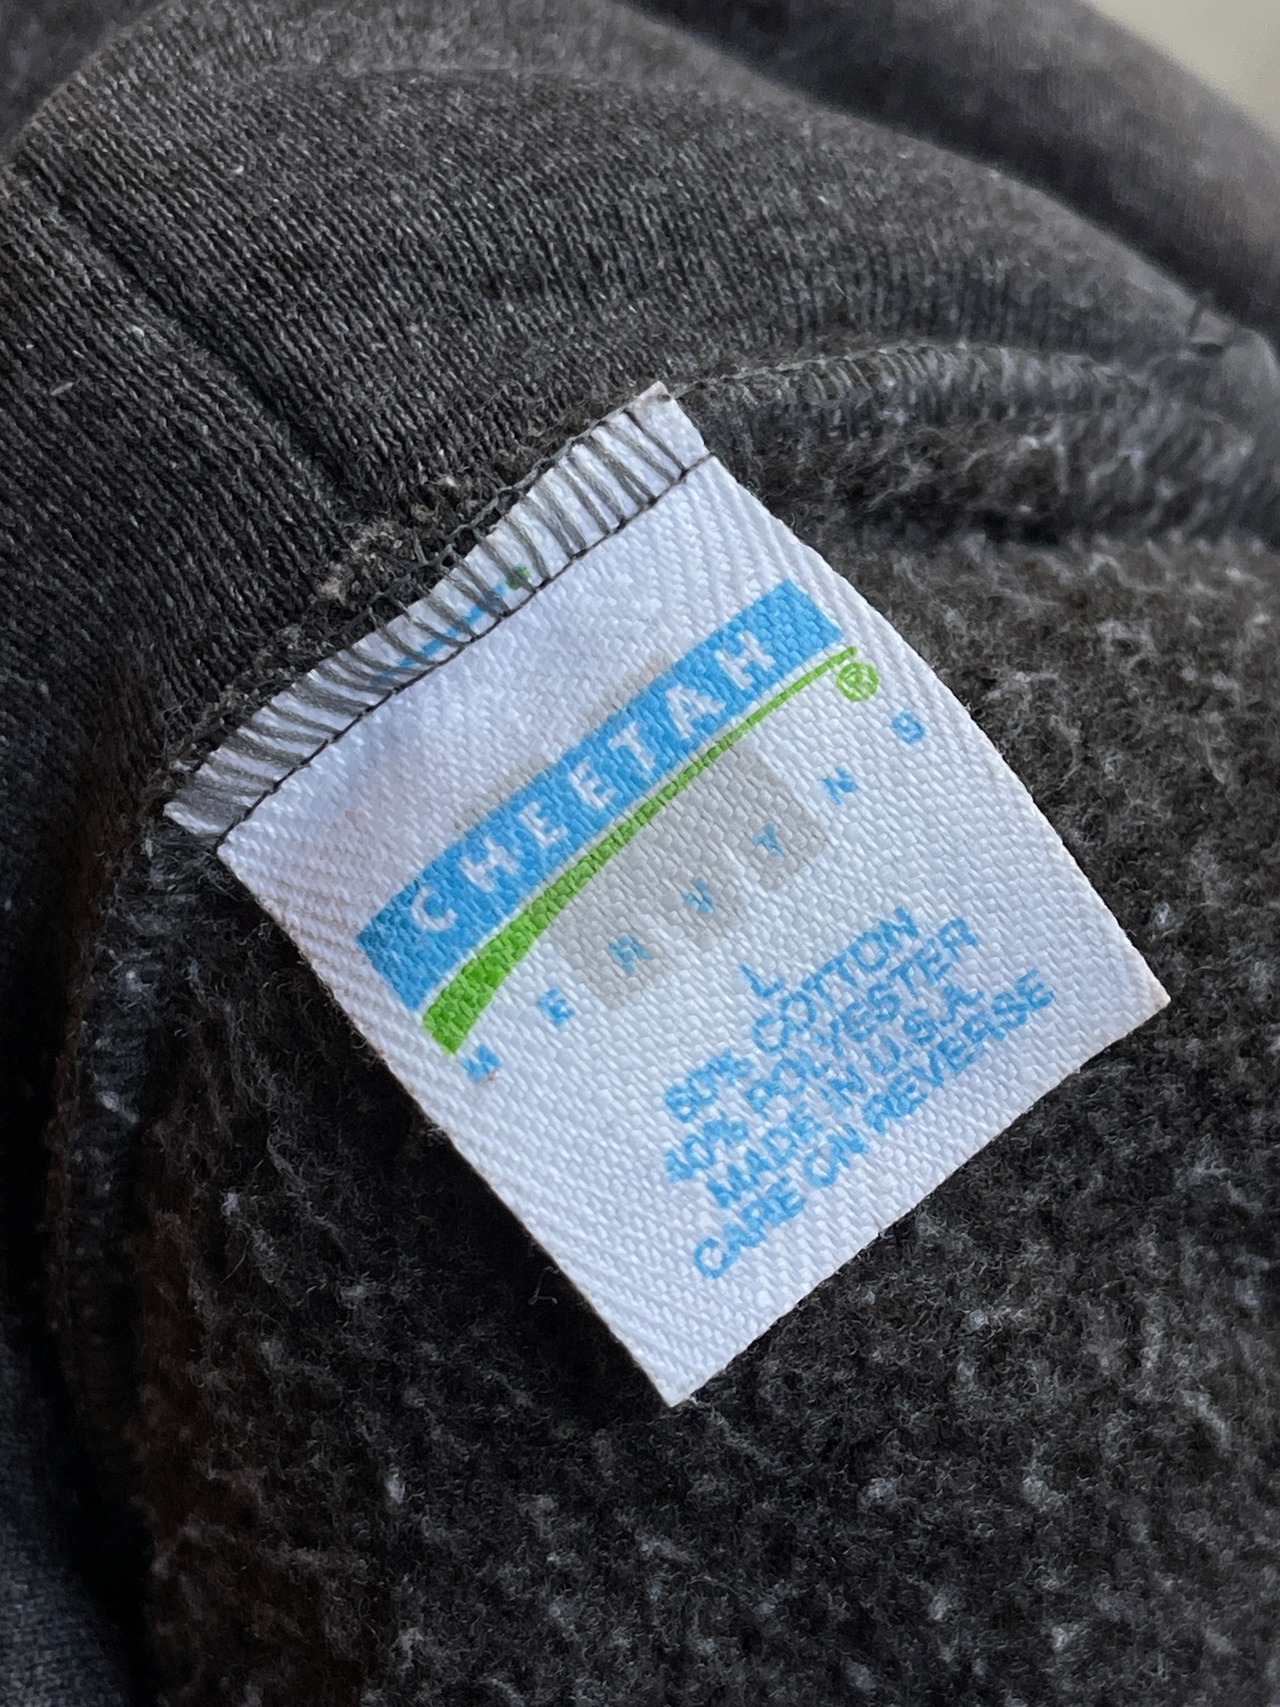 CHEETAH®
MERVYNS
L
60% COTTON
40% POLYESTER
MADE IN U.S.A.
CARE ON REVERSE